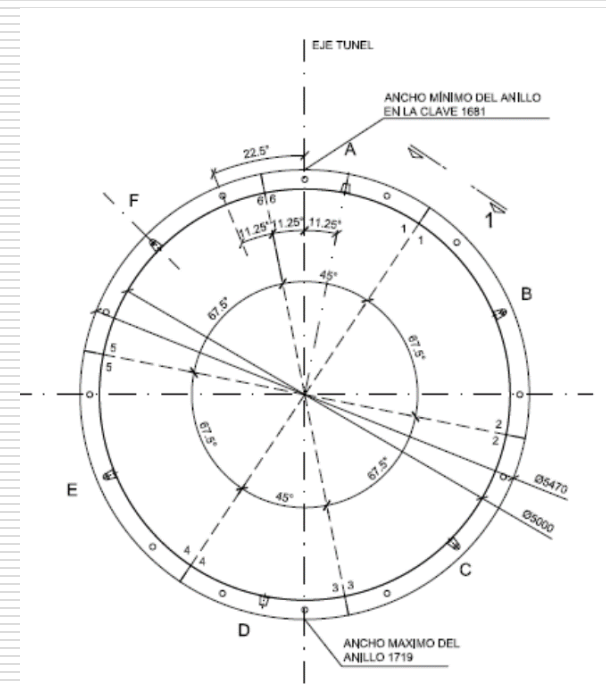 EJE TUNEL
ANCHO MÍNIMO DEL ANILLO
EN LA CLAVE 1681
22.5°
A
F
6 6
11.25° 11.25° 11.25°
1
1 1
B
45°
67.5°
67.5°
5
5
2
2
67.5°
67.5°
45°
Ø5470
Ø5000
E
4
4
3 3
C
D
ANCHO MAXIMO DEL
ANILLO 1719